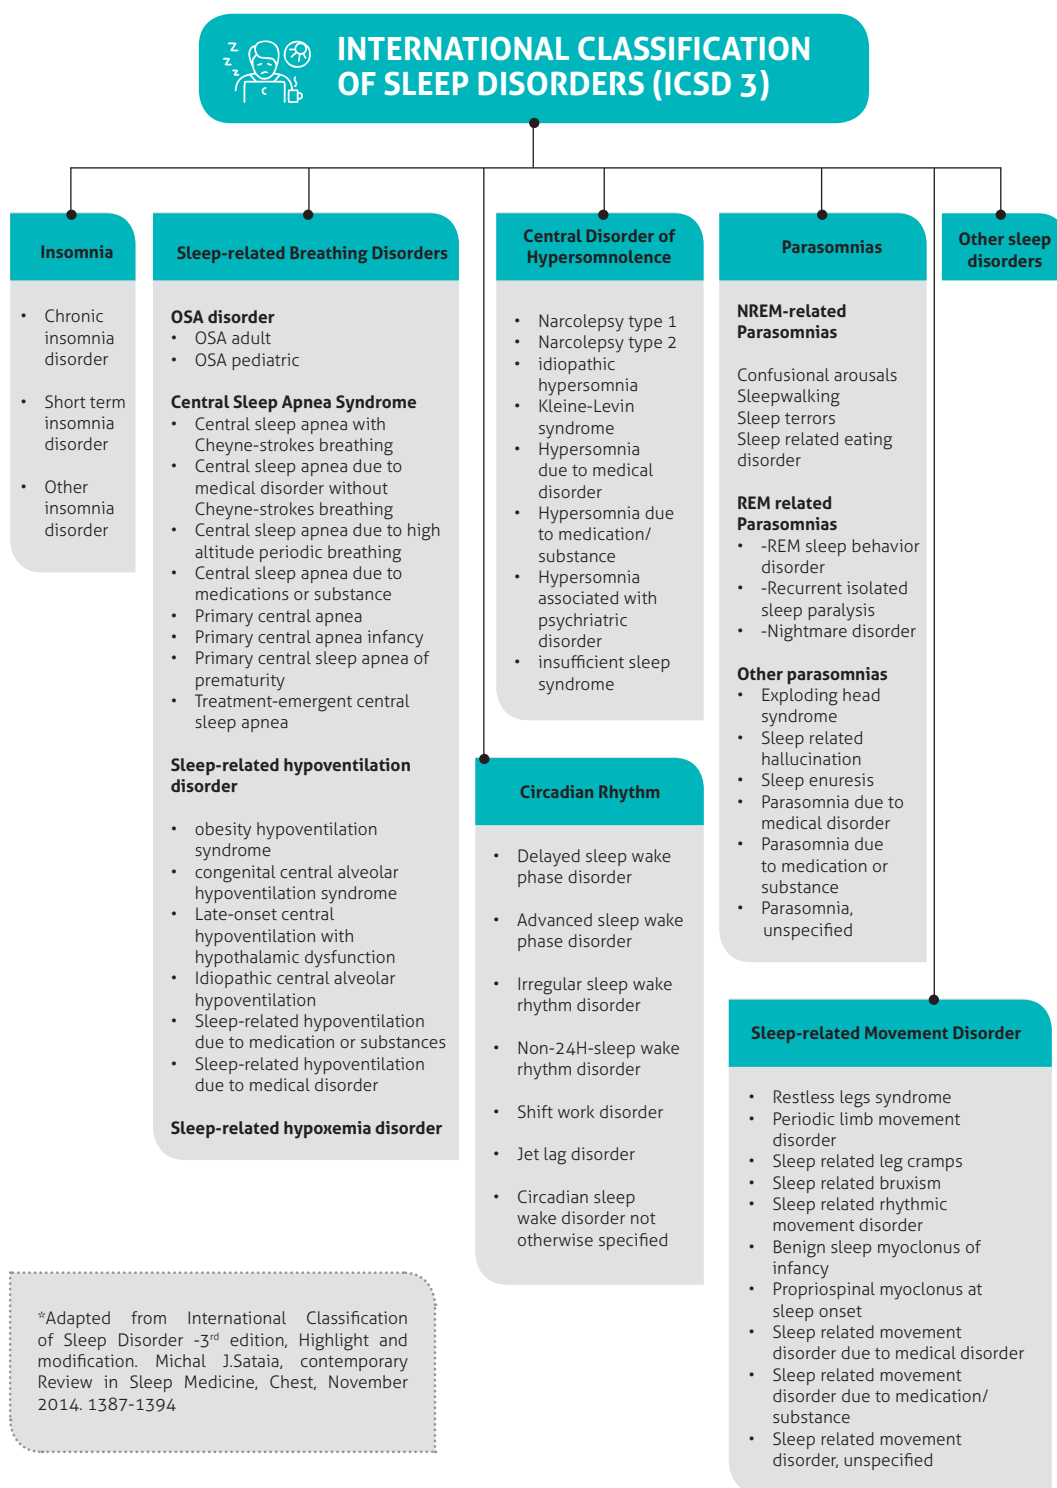 INTERNATIONAL CLASSIFICATION
OF SLEEP DISORDERS (ICSD 3)
Insomnia
• Chronic
insomnia
disorder
• Short term
insomnia
disorder
• Other
insomnia
disorder
Sleep-related Breathing Disorders
OSA disorder
• OSA adult
• OSA pediatric
Central Sleep Apnea Syndrome
• Central sleep apnea with
Cheyne-strokes breathing
• Central sleep apnea due to
medical disorder without
Cheyne-strokes breathing
• Central sleep apnea due to high
altitude periodic breathing
• Central sleep apnea due to
medications or substance
• Primary central apnea
• Primary central apnea infancy
• Primary central sleep apnea of
prematurity
• Treatment-emergent central
sleep apnea
Sleep-related hypoventilation
disorder
• obesity hypoventilation
syndrome
• congenital central alveolar
hypoventilation syndrome
• Late-onset central
hypoventilation with
hypothalamic dysfunction
• Idiopathic central alveolar
hypoventilation
• Sleep-related hypoventilation
due to medication or substances
• Sleep-related hypoventilation
due to medical disorder
Sleep-related hypoxemia disorder
Central Disorder of
Hypersomnolence
• Narcolepsy type 1
• Narcolepsy type 2
• idiopathic
hypersomnia
• Kleine-Levin
syndrome
• Hypersomnia
due to medical
disorder
• Hypersomnia due
to medication/
substance
• Hypersomnia
associated with
psychriatric
disorder
• insufficient sleep
syndrome
Circadian Rhythm
• Delayed sleep wake
phase disorder
• Advanced sleep wake
phase disorder
• Irregular sleep wake
rhythm disorder
• Non-24H-sleep wake
rhythm disorder
• Shift work disorder
• Jet lag disorder
• Circadian sleep
wake disorder not
otherwise specified
Parasomnias
NREM-related
Parasomnias
Confusional arousals
Sleepwalking
Sleep terrors
Sleep related eating
disorder
REM related
Parasomnias
• -REM sleep behavior
disorder
• -Recurrent isolated
sleep paralysis
• -Nightmare disorder
Other parasomnias
• Exploding head
syndrome
• Sleep related
hallucination
• Sleep enuresis
• Parasomnia due to
medical disorder
• Parasomnia due
to medication or
substance
• Parasomnia,
unspecified
Other sleep
disorders
Sleep-related Movement Disorder
• Restless legs syndrome
• Periodic limb movement
disorder
• Sleep related leg cramps
• Sleep related bruxism
• Sleep related rhythmic
movement disorder
• Benign sleep myoclonus of
infancy
• Propriospinal myoclonus at
sleep onset
• Sleep related movement
disorder due to medical disorder
• Sleep related movement
disorder due to medication/
substance
• Sleep related movement
disorder, unspecified
*Adapted from International Classification
of Sleep Disorder -3rd edition, Highlight and
modification. Michal J.Sataia, contemporary
Review in Sleep Medicine, Chest, November
2014. 1387-1394